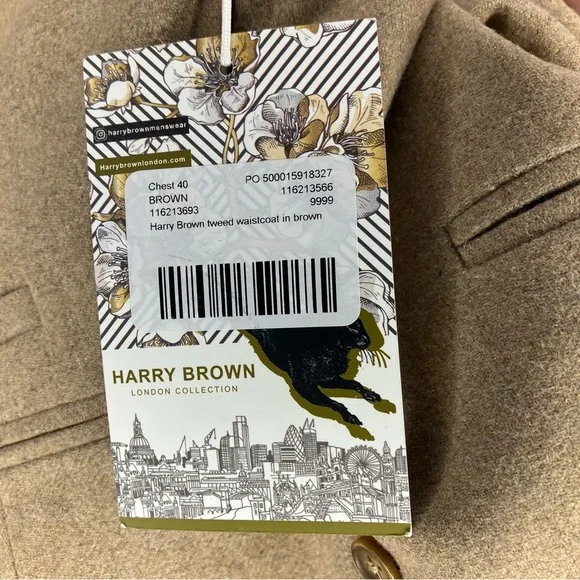 harrybrownmenswear
Harrybrownlondon.com
Chest 40 PO 500015918327
BROWN 116213566
116213693 9999
Harry Brown tweed waistcoat in brown
HARRY BROWN
LONDON COLLECTION